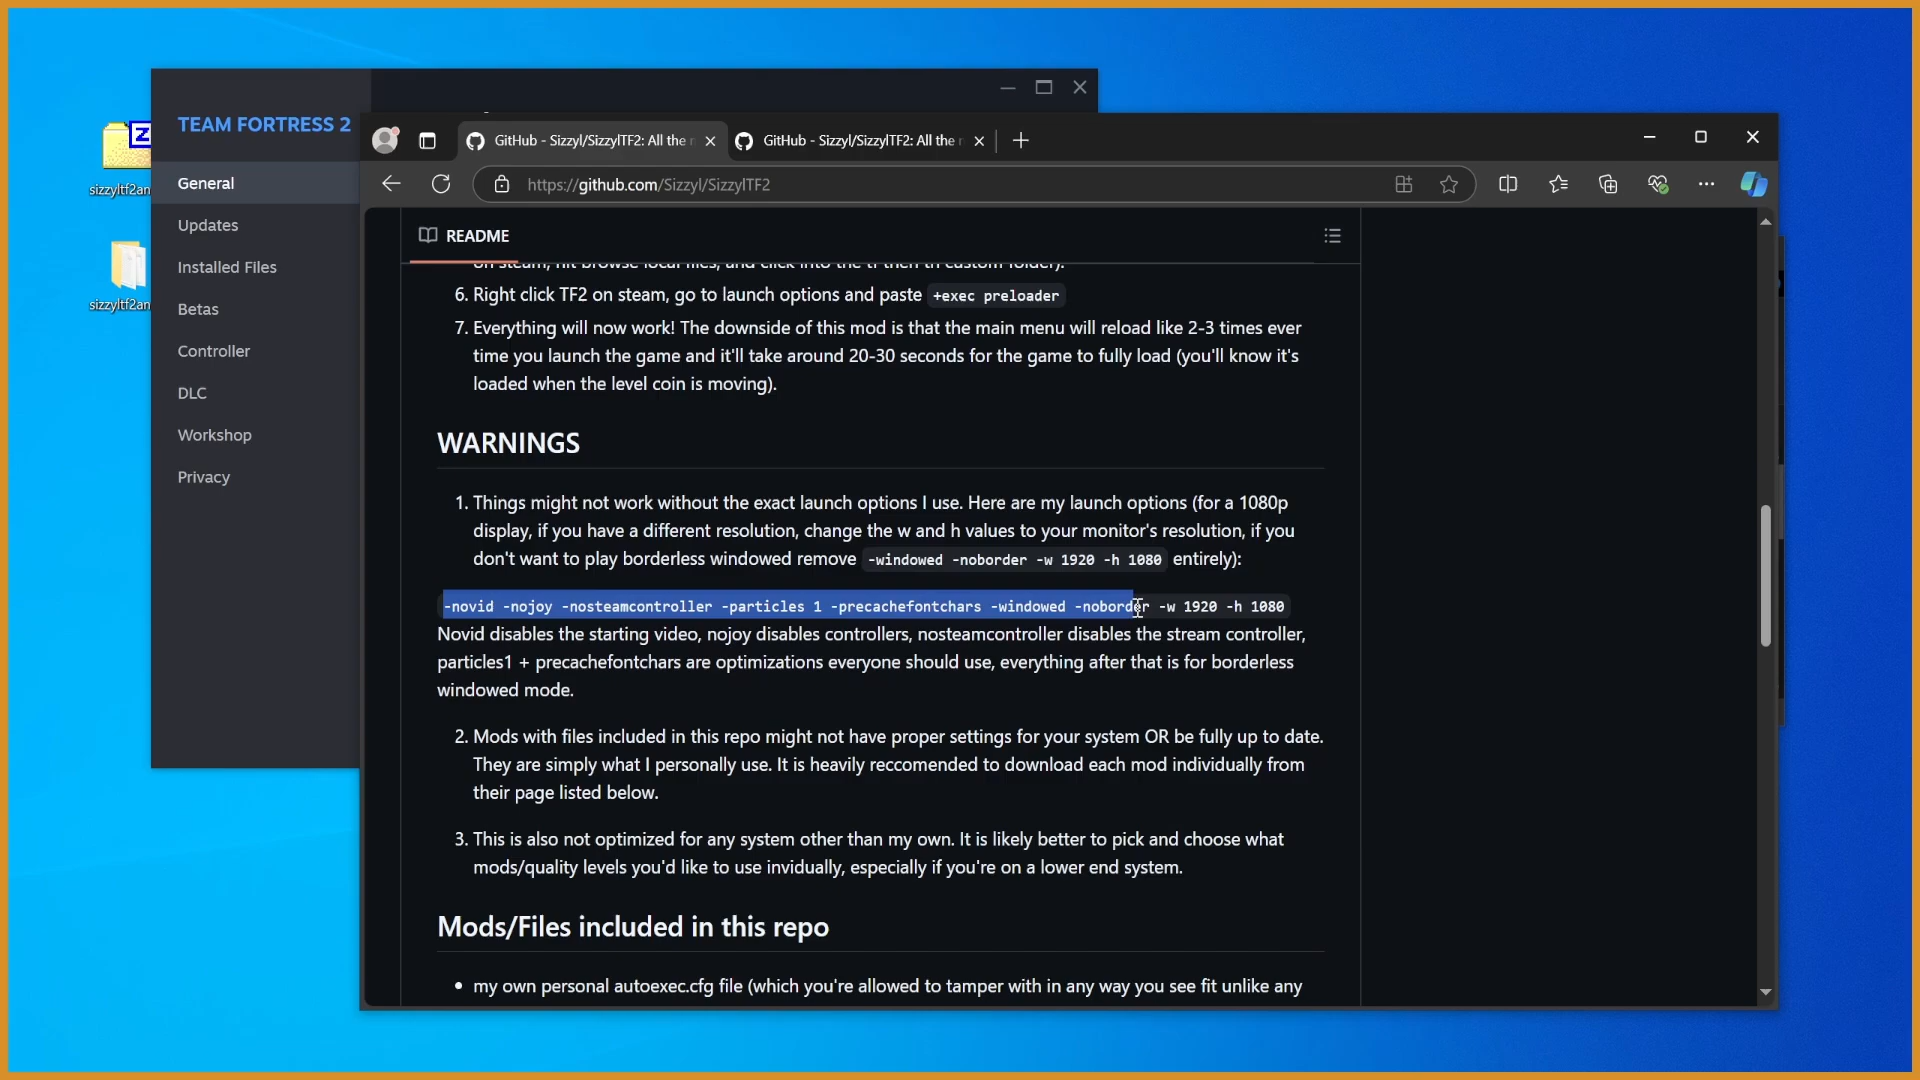 TEAM FORTRESS 2
General
Updates
Installed Files
Betas
Controller
DLC
Workshop
Privacy
Z
sizzyltf2an
sizzyltf2an
GitHub - Sizzyl/SizzylTF2: All the n
GitHub - Sizzyl/SizzylTF2: All the n
https://github.com/Sizzyl/SizzylTF2
README
on steam, hit browse local files, and click into the tf then tf custom folder).
6. Right click TF2 on steam, go to launch options and paste +exec preloader
7. Everything will now work! The downside of this mod is that the main menu will reload like 2-3 times ever
time you launch the game and it'll take around 20-30 seconds for the game to fully load (you'll know it's
loaded when the level coin is moving).
WARNINGS
1. Things might not work without the exact launch options I use. Here are my launch options (for a 1080p
display, if you have a different resolution, change the w and h values to your monitor's resolution, if you
don't want to play borderless windowed remove -windowed -noborder -w 1920 -h 1080 entirely):
-novid -nojoy -nosteamcontroller -particles 1 -precachefontchars -windowed -noborder -w 1920 -h 1080
Novid disables the starting video, nojoy disables controllers, nosteamcontroller disables the stream controller,
particles1 + precachefontchars are optimizations everyone should use, everything after that is for borderless
windowed mode.
2. Mods with files included in this repo might not have proper settings for your system OR be fully up to date.
They are simply what I personally use. It is heavily reccomended to download each mod individually from
their page listed below.
3. This is also not optimized for any system other than my own. It is likely better to pick and choose what
mods/quality levels you'd like to use invidually, especially if you're on a lower end system.
Mods/Files included in this repo
• my own personal autoexec.cfg file (which you're allowed to tamper with in any way you see fit unlike any